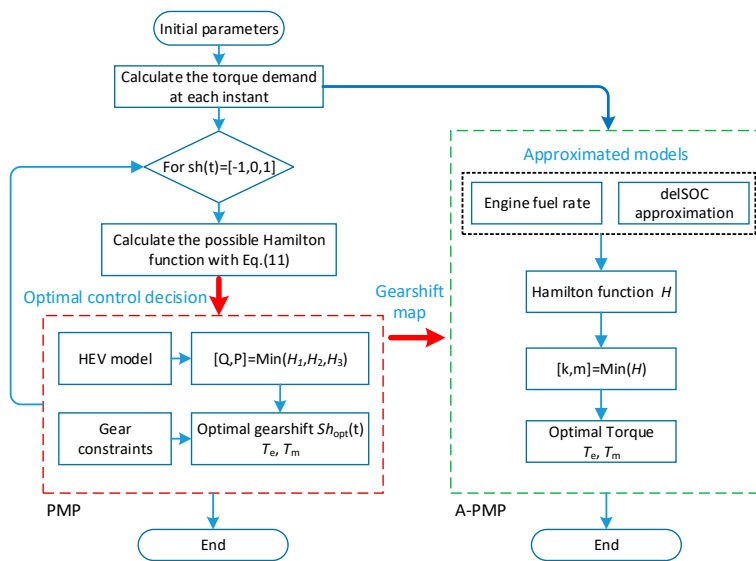 Initial parameters
Calculate the torque demand
at each instant
For sh(t)=[-1,0,1]
Calculate the possible Hamilton
function with Eq.(11)
Optimal control decision
HEV model
[Q,P]=Min(H1,H2,H3)
Gear
constraints
Optimal gearshift Shopt(t)
Te, Tm
PMP
End
Gearshift
map
Approximated models
Engine fuel rate
delSOC
approximation
Hamilton function H
[k,m]=Min(H)
Optimal Torque
Te, Tm
A-PMP
End